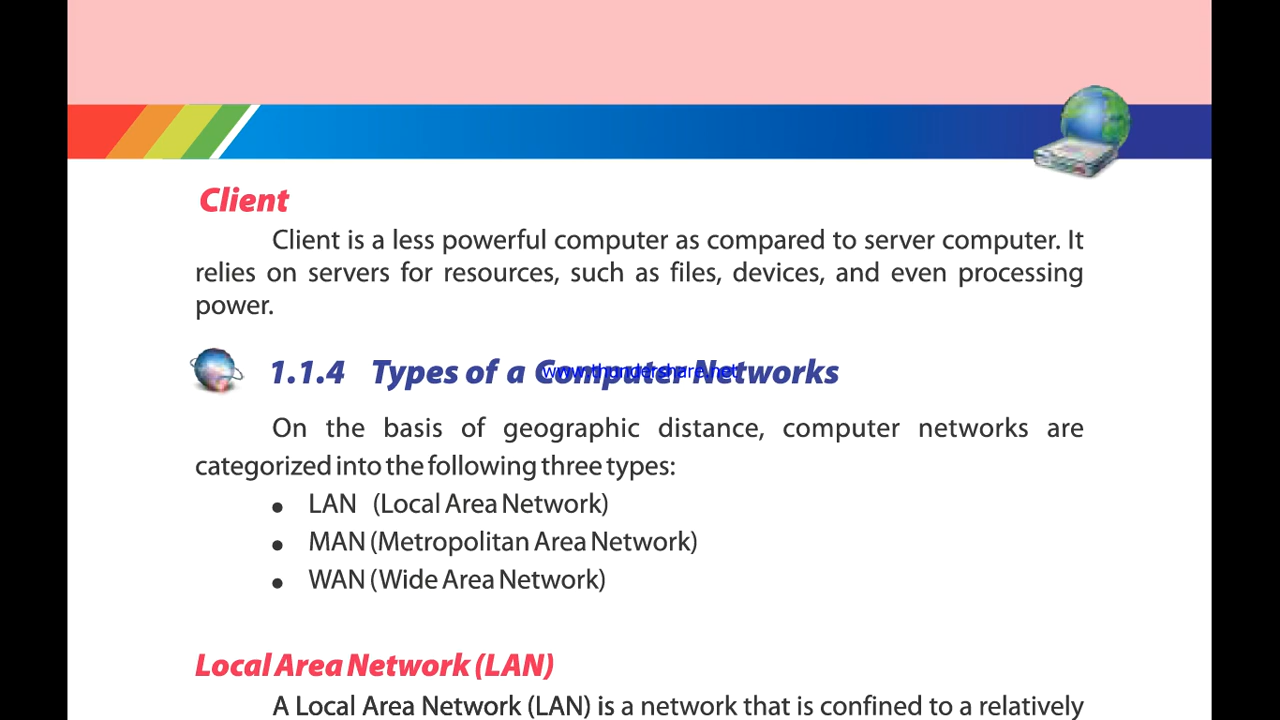 Client
Client is a less powerful computer as compared to server computer. It
relies on servers for resources, such as files, devices, and even processing
power.
1.1.4 Types of a Computer Networks
www.thundershare.net
On the basis of geographic distance, computer networks are
categorized into the following three types:
• LAN (Local Area Network)
• MAN (Metropolitan Area Network)
• WAN (Wide Area Network)
Local Area Network (LAN)
A Local Area Network (LAN) is a network that is confined to a relatively